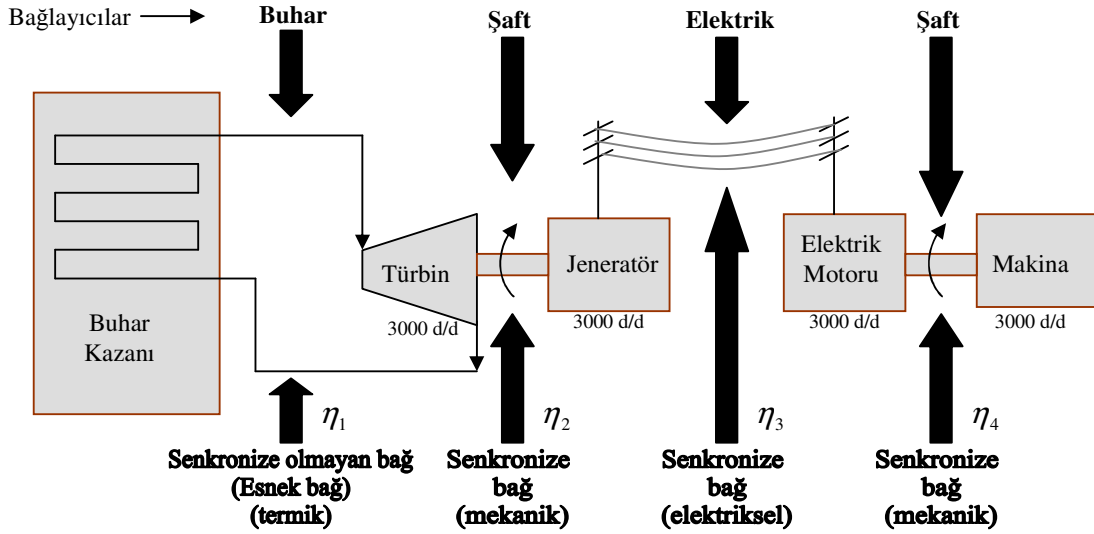 Bağlayıcılar
Buhar
Şaft
Elektrik
Şaft
Buhar
Kazanı
Türbin
3000 d/d
Jeneratör
3000 d/d
Elektrik
Motoru
3000 d/d
Makina
3000 d/d
η1
η2
η3
η4
Senkronize olmayan bağ
(Esnek bağ)
(termik)
Senkronize
bağ
(mekanik)
Senkronize
bağ
(elektriksel)
Senkronize
bağ
(mekanik)